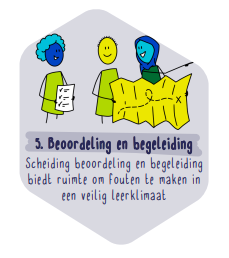 5. Beoordeling en begeleiding
Scheiding beoordeling en begeleiding
biedt ruimte om fouten te maken in
een veilig leerklimaat